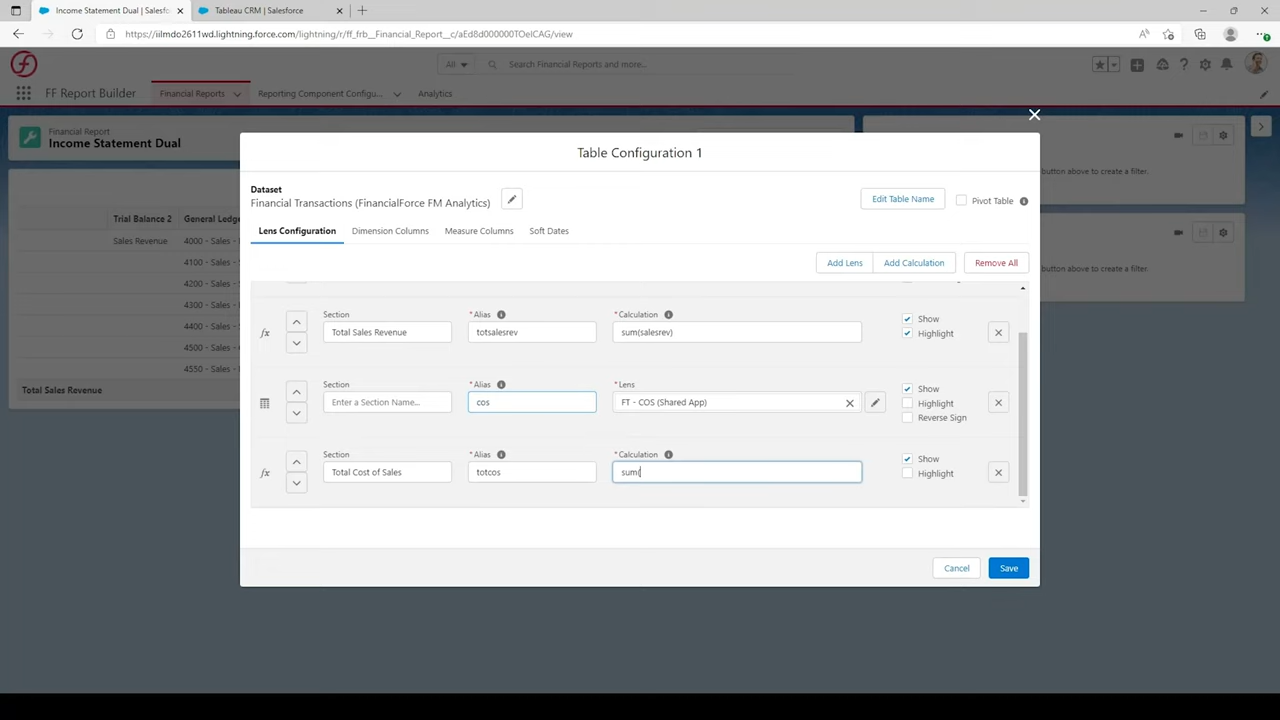 Income Statement Dual | Salesfo
Tableau CRM | Salesforce
https://iilmdo2611wd.lightning.force.com/lightning/r/ff_frb__Financial_Report__c/aEd8d000000TOeICAG/view
All
Search Financial Reports and more...
FF Report Builder
Financial Reports
Reporting Component Configu...
Analytics
Financial Report
Income Statement Dual
button above to create a filter.
button above to create a filter.
Trial Balance 2
General Ledge
Sales Revenue
4000 - Sales -
4100 - Sales -
4200 - Sales -
4300 - Sales -
4400 - Sales -
4500 - Sales -
4550 - Sales -
Total Sales Revenue
Table Configuration 1
Dataset
Financial Transactions (FinancialForce FM Analytics)
Edit Table Name
Pivot Table
Lens Configuration
Dimension Columns
Measure Columns
Soft Dates
Add Lens
Add Calculation
Remove All
Section
* Alias
* Calculation
fx
Total Sales Revenue
totsalesrev
sum(salesrev)
Show
Highlight
Section
* Alias
* Lens
Enter a Section Name...
cos
FT - COS (Shared App)
Show
Highlight
Reverse Sign
Section
* Alias
* Calculation
fx
Total Cost of Sales
totcos
sum(
Show
Highlight
Cancel
Save